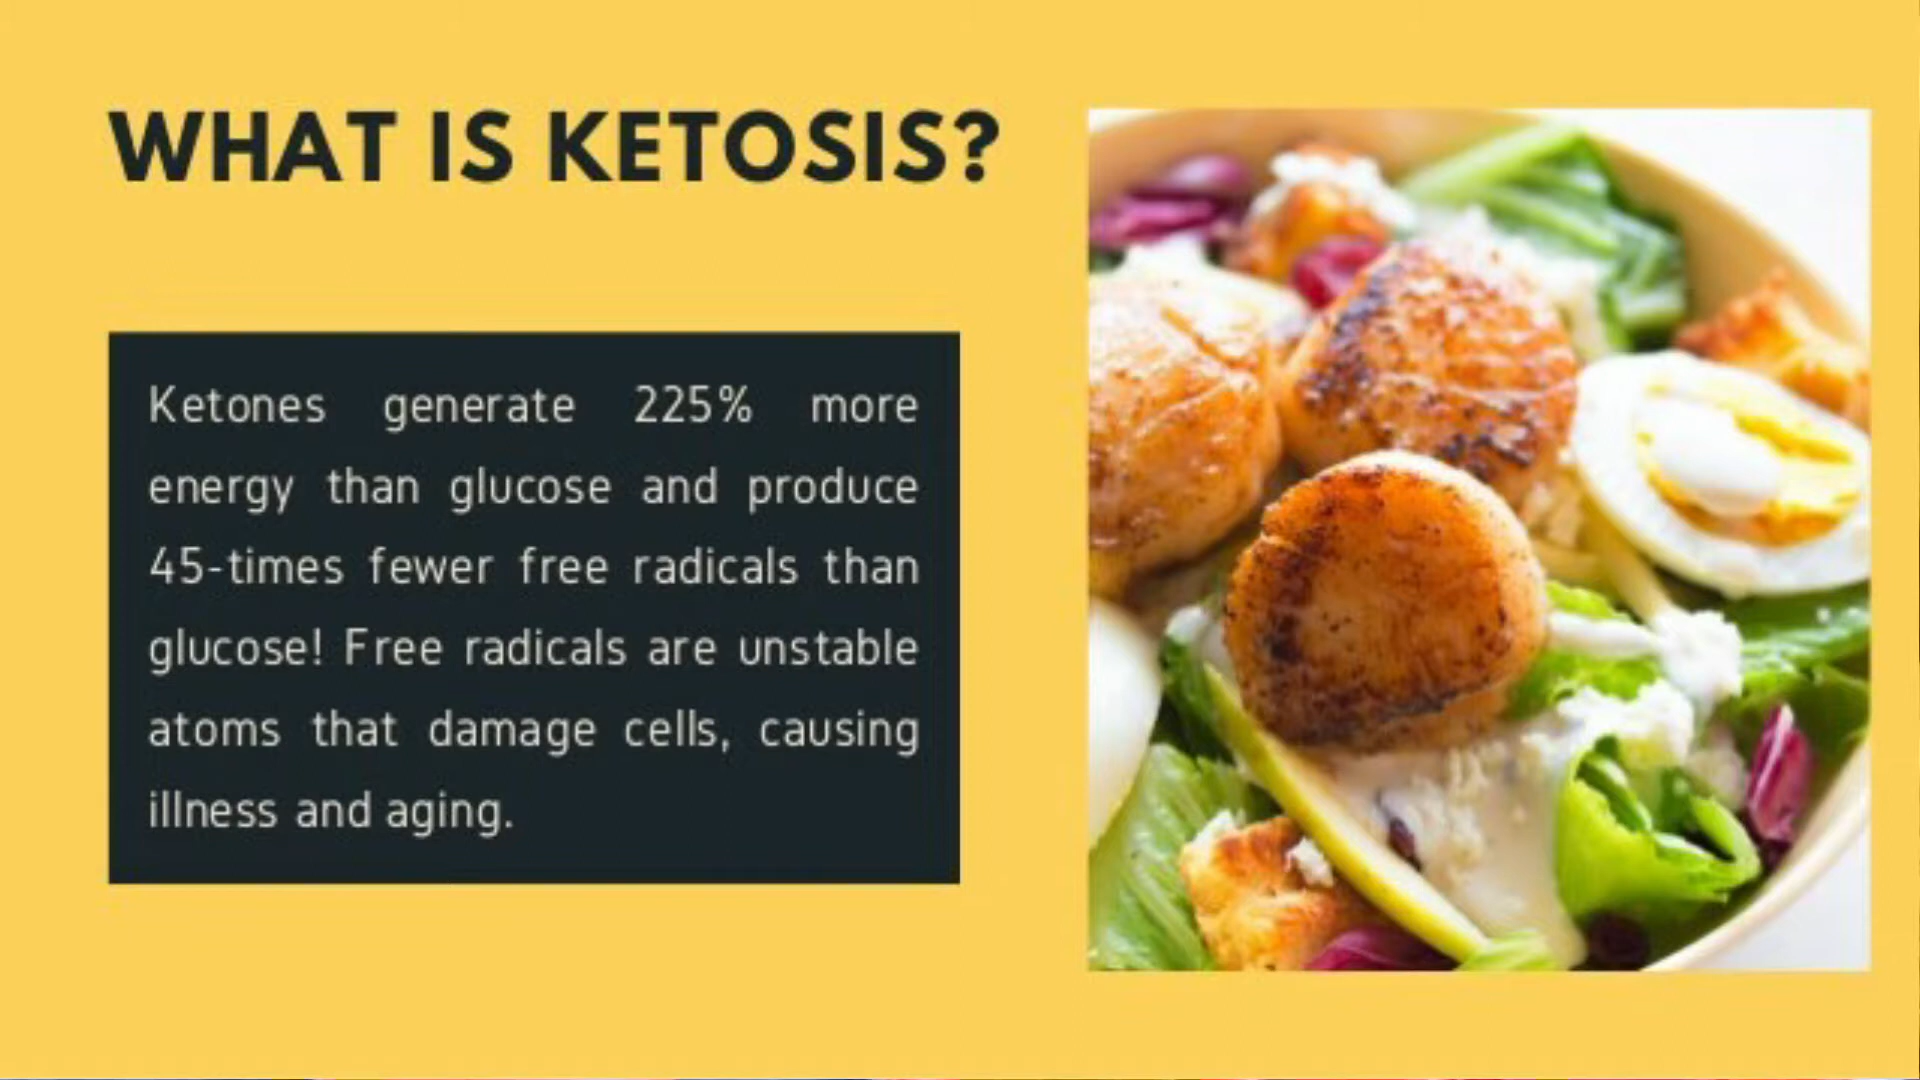 WHAT IS KETOSIS?
Ketones generate 225% more
energy than glucose and produce
45-times fewer free radicals than
glucose! Free radicals are unstable
atoms that damage cells, causing
illness and aging.